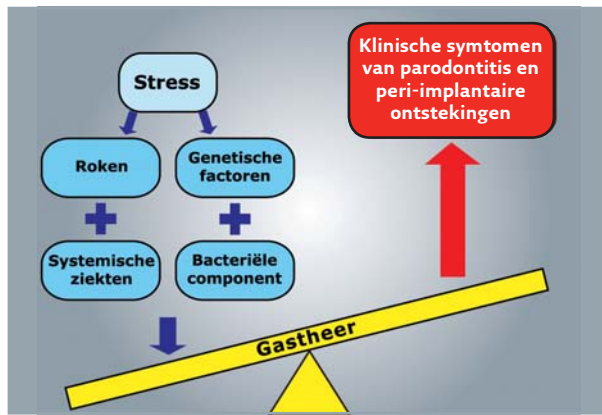 Klinische symtomen
van parodontitis en
peri-implantaire
ontstekingen
Stress
Roken
Genetische
factoren
Systemische
ziekten
Bacteriële
component
Gastheer